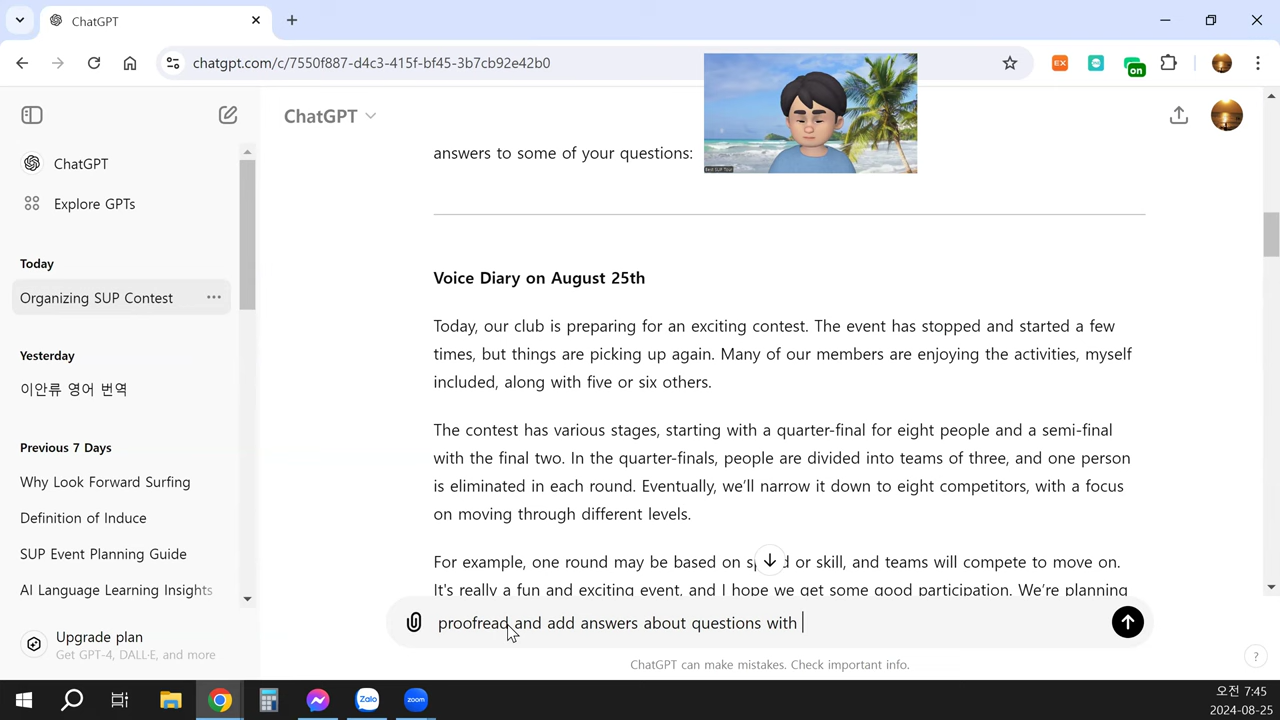 ChatGPT
chatgpt.com/c/7550f887-d4c3-415f-bf45-3b7cb92e42b0
EX
on
ChatGPT
ChatGPT
Explore GPTs
Today
Organizing SUP Contest
Yesterday
이안류 영어 번역
Previous 7 Days
Why Look Forward Surfing
Definition of Induce
SUP Event Planning Guide
AI Language Learning Insights
Upgrade plan
Get GPT-4, DALL·E, and more
answers to some of your questions:
Voice Diary on August 25th
Today, our club is preparing for an exciting contest. The event has stopped and started a few
times, but things are picking up again. Many of our members are enjoying the activities, myself
included, along with five or six others.
The contest has various stages, starting with a quarter-final for eight people and a semi-final
with the final two. In the quarter-finals, people are divided into teams of three, and one person
is eliminated in each round. Eventually, we'll narrow it down to eight competitors, with a focus
on moving through different levels.
For example, one round may be based on speed or skill, and teams will compete to move on.
It's really a fun and exciting event, and I hope we get some good participation. We're planning
proofread and add answers about questions with
ChatGPT can make mistakes. Check important info.
?
Zalo
zoom
오전 7:45
2024-08-25